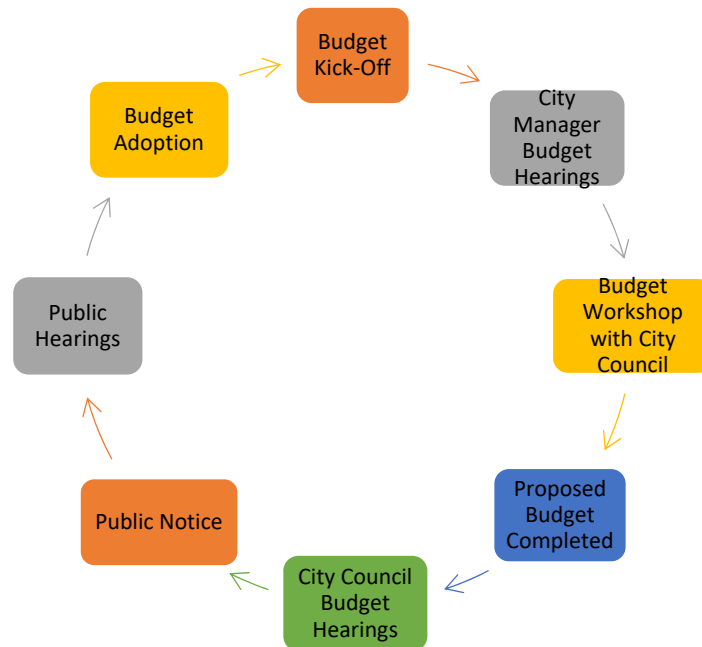 Budget
Kick-Off
City
Manager
Budget
Hearings
Budget
Workshop
with City
Council
Proposed
Budget
Completed
City Council
Budget
Hearings
Public Notice
Public
Hearings
Budget
Adoption